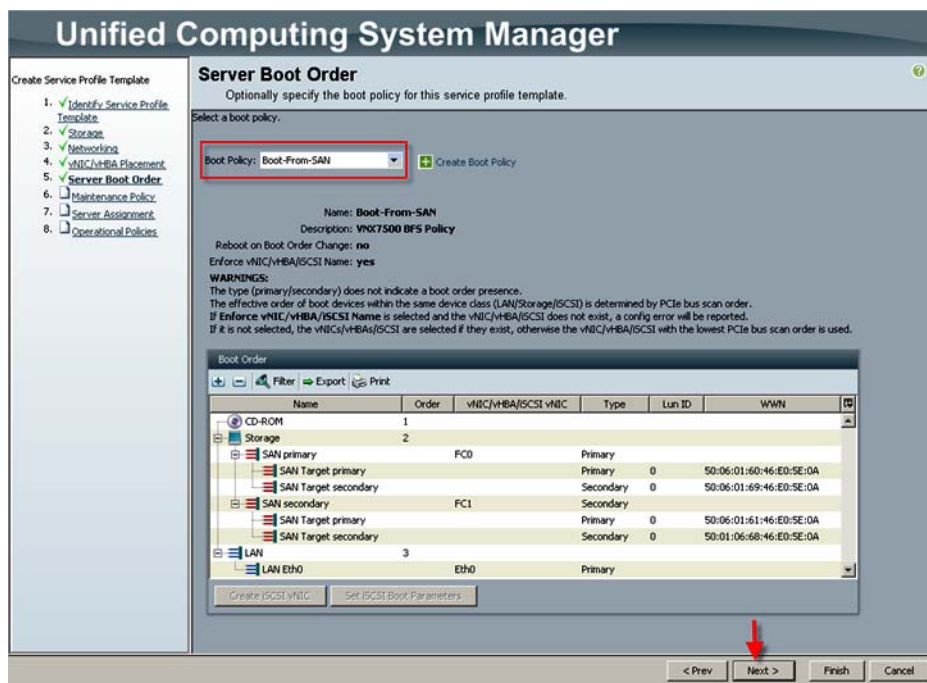 Unified Computing System Manager
Create Service Profile Template
1. Identify Service Profile
Template
2. Storage
3. Networking
4. vNIC/vHBA Placement
5. Server Boot Order
6. Maintenance Policy
7. Server Assignment
8. Operational Policies
Server Boot Order
Optionally specify the boot policy for this service profile template.
Select a boot policy.
Boot Policy: Boot-From-SAN
Create Boot Policy
Name: Boot-From-SAN
Description: VNX7500 BFS Policy
Reboot on Boot Order Change: no
Enforce vNIC/vHBA/iSCSI Name: yes
WARNINGS:
The type (primary/secondary) does not indicate a boot order presence.
The effective order of boot devices within the same device class (LAN/Storage/iSCSI) is determined by PCIe bus scan order.
If Enforce vNIC/vHBA/iSCSI Name is selected and the vNIC/vHBA/iSCSI does not exist, a config error will be reported.
If it is not selected, the vNICs/vHBAs/iSCSI are selected if they exist, otherwise the vNIC/vHBA/iSCSI with the lowest PCIe bus scan order is used.
Boot Order
Filter Export Print
Name Order vNIC/vHBA/iSCSI vNIC Type Lun ID WWN
CD-ROM 1
Storage 2
SAN primary FC0 Primary
SAN Target primary Primary 0 50:06:01:60:46:E0:5E:0A
SAN Target secondary Secondary 0 50:06:01:69:46:E0:5E:0A
SAN secondary FC1 Secondary
SAN Target primary Primary 0 50:06:01:61:46:E0:5E:0A
SAN Target secondary Secondary 0 50:01:06:68:46:E0:5E:0A
LAN 3
LAN Eth0 Eth0 Primary
Create iSCSI vNIC Set iSCSI Boot Parameters
< Prev Next > Finish Cancel